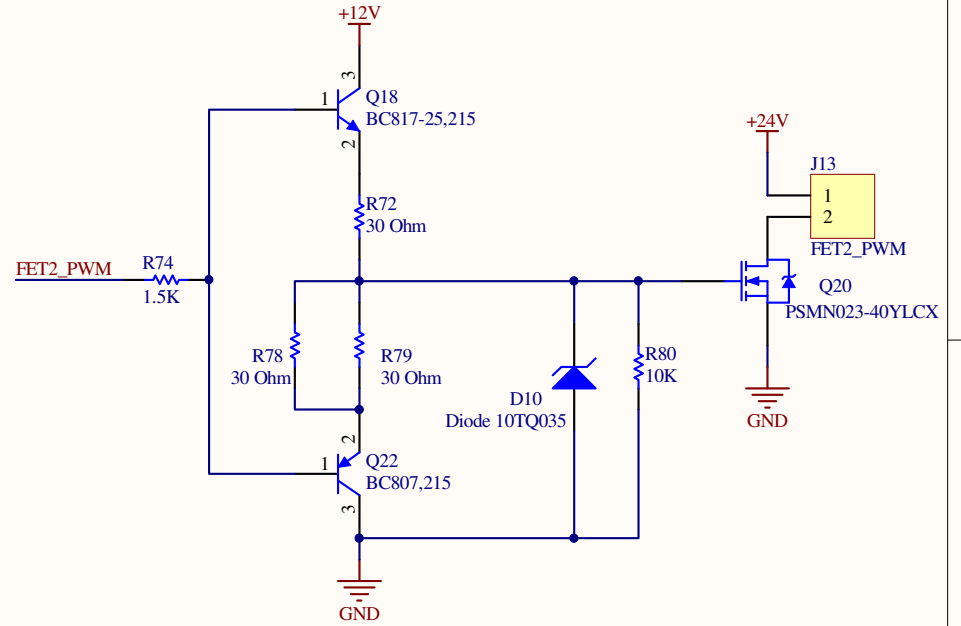 +12V
3
1
Q18
BC817-25,215
2
R72
30 Ohm
+24V
J13
1
2
FET2_PWM
FET2_PWM
R74
1.5K
Q20
PSMN023-40YLCX
R78
30 Ohm
R79
30 Ohm
R80
10K
D10
Diode 10TQ035
GND
2
1
Q22
BC807,215
3
GND